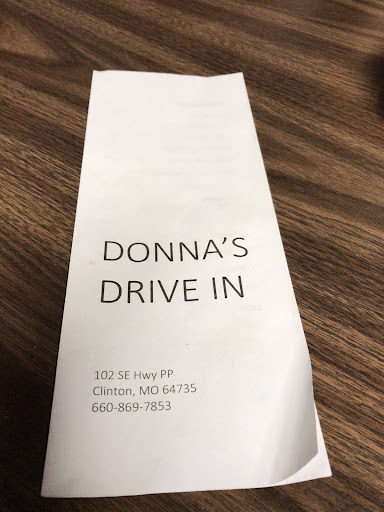 DONNA'S
DRIVE IN
102 SE Hwy PP
Clinton, MO 64735
660-869-7853